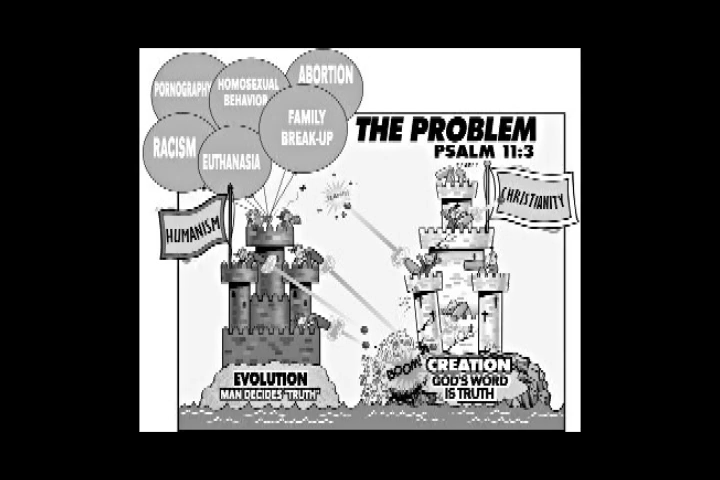 PORNOGRAPHY
HOMOSEXUAL
BEHAVIOR
ABORTION
FAMILY
BREAK-UP
RACISM
EUTHANASIA
THE PROBLEM
PSALM 11:3
HUMANISM
CHRISTIANITY
BOOM!
EVOLUTION
MAN DECIDES "TRUTH"
CREATION
GOD'S WORD
IS TRUTH